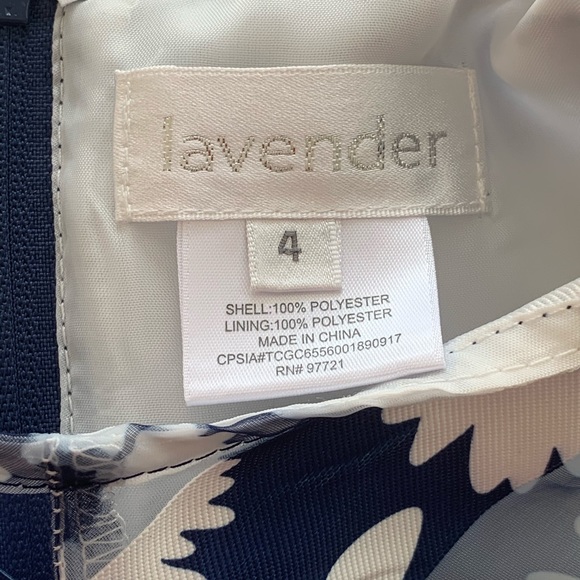 lavender
4
SHELL:100% POLYESTER
LINING:100% POLYESTER
MADE IN CHINA
CPSIA#TCGC6556001890917
RN# 97721